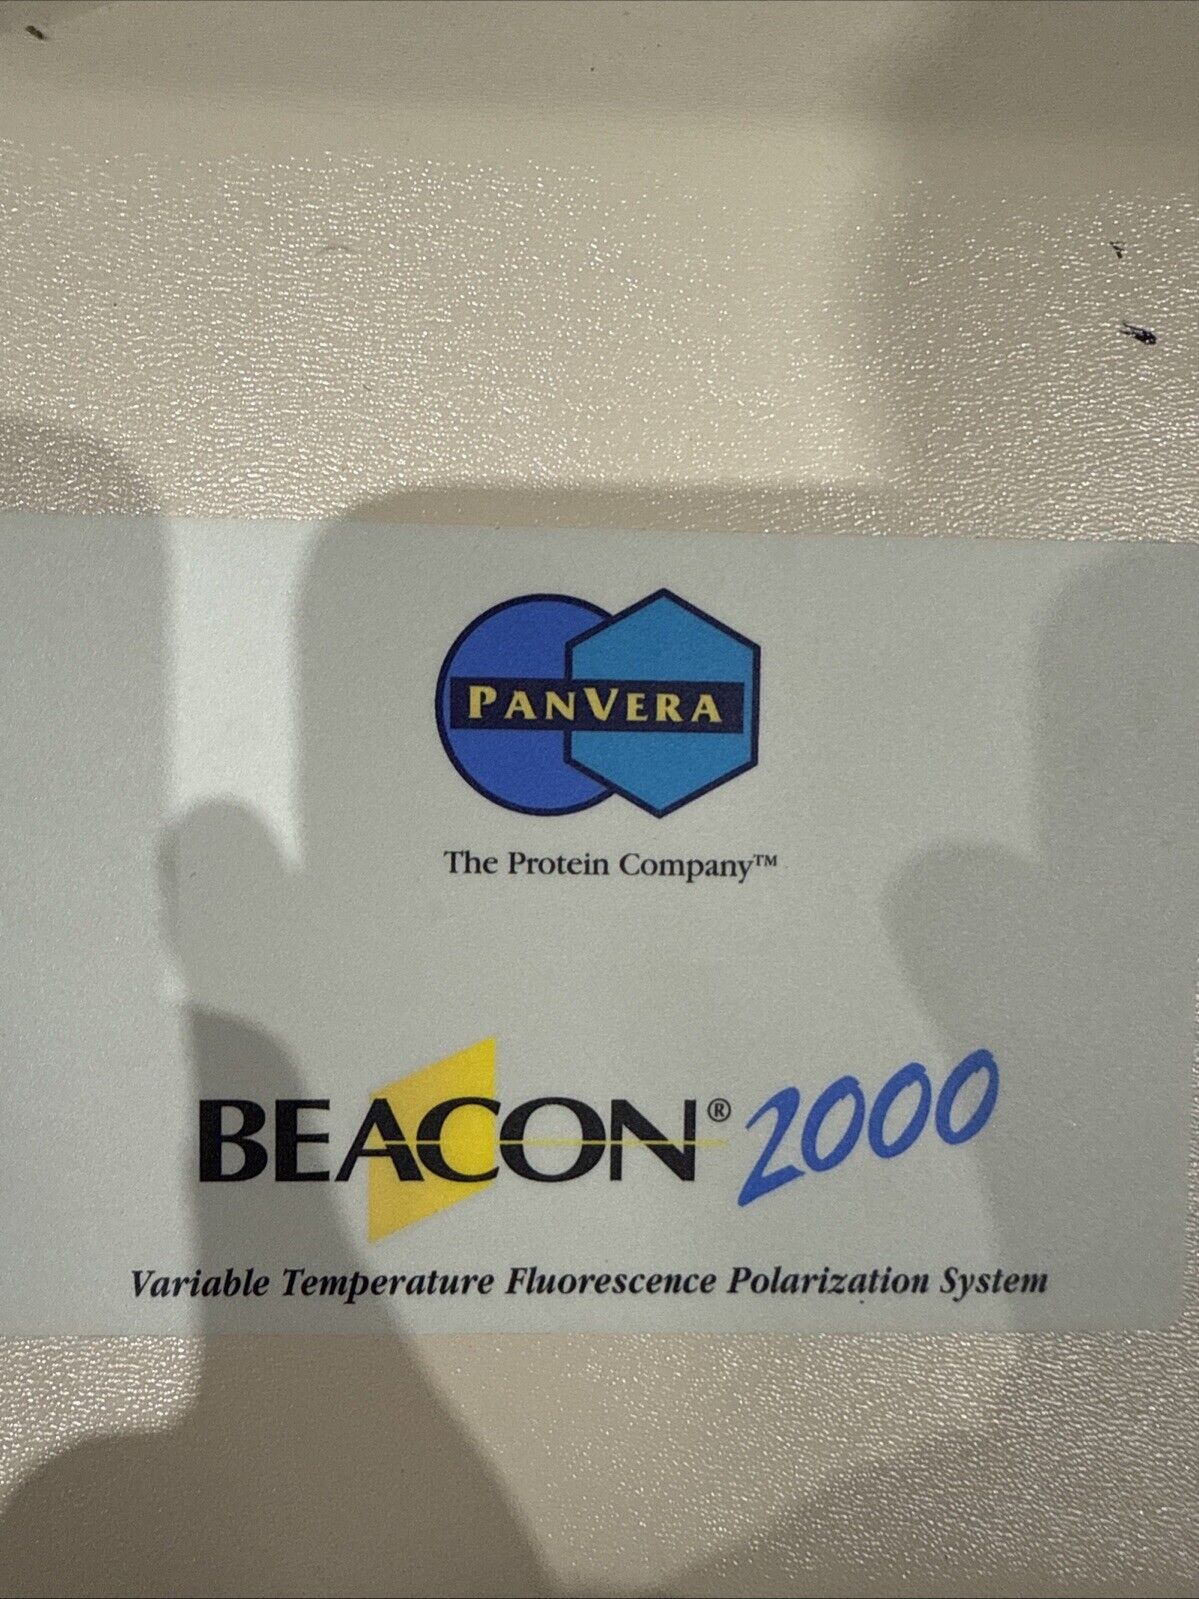 PANVERA
The Protein Company™
BEACON® 2000
Variable Temperature Fluorescence Polarization System